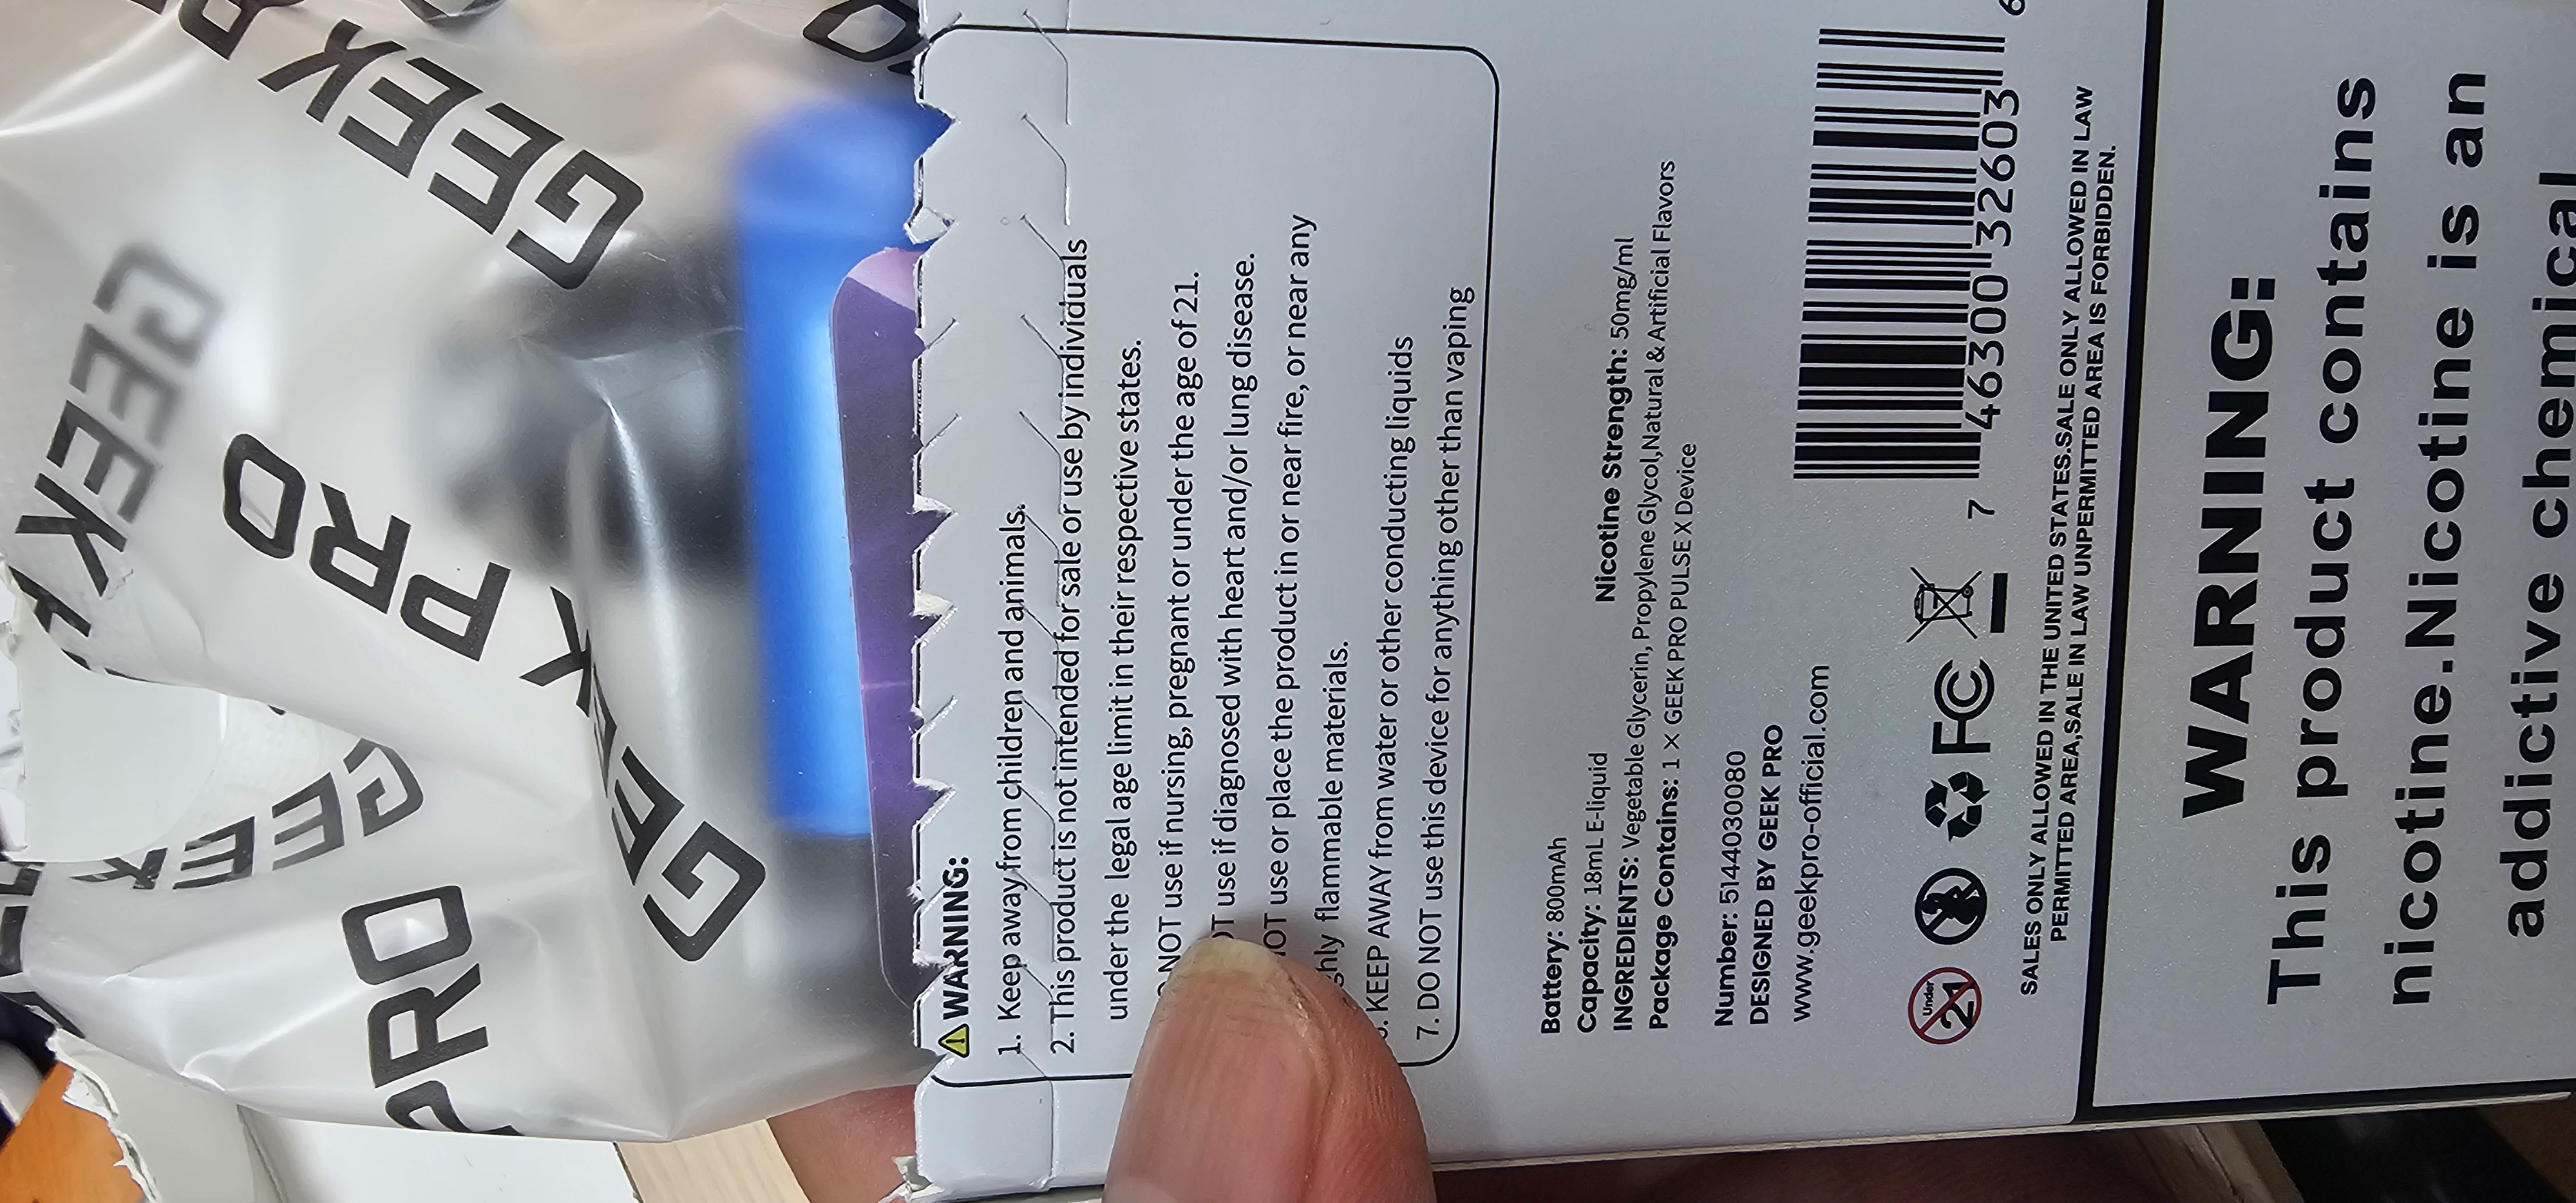 GEEK PRO
GEEK
GEEK
PRO
GEEK
PRO
GEEK
WARNING:
1. Keep away from children and animals.
2. This product is not intended for sale or use by individuals
under the legal age limit in their respective states.
NOT use if nursing, pregnant or under the age of 21.
use if diagnosed with heart and/or lung disease.
use or place the product in or near fire, or near any
flammable materials.
KEEP AWAY from water or other conducting liquids
7. DO NOT use this device for anything other than vaping
Battery: 800mAh
Capacity: 18mL E-liquid Nicotine Strength: 50mg/ml
INGREDIENTS: Vegetable Glycerin, Propylene Glycol,Natural & Artificial Flavors
Package Contains: 1 × GEEK PRO PULSE X Device
Number: 5144030080
DESIGNED BY GEEK PRO
www.geekpro-official.com
Under 21
FC
7 46300 32603 6
SALES ONLY ALLOWED IN THE UNITED STATES.SALE ONLY ALLOWED IN LAW
PERMITTED AREA,SALE IN LAW UNPERMITTED AREA IS FORBIDDEN.
WARNING:
This product contains
nicotine.Nicotine is an
addictive chemical